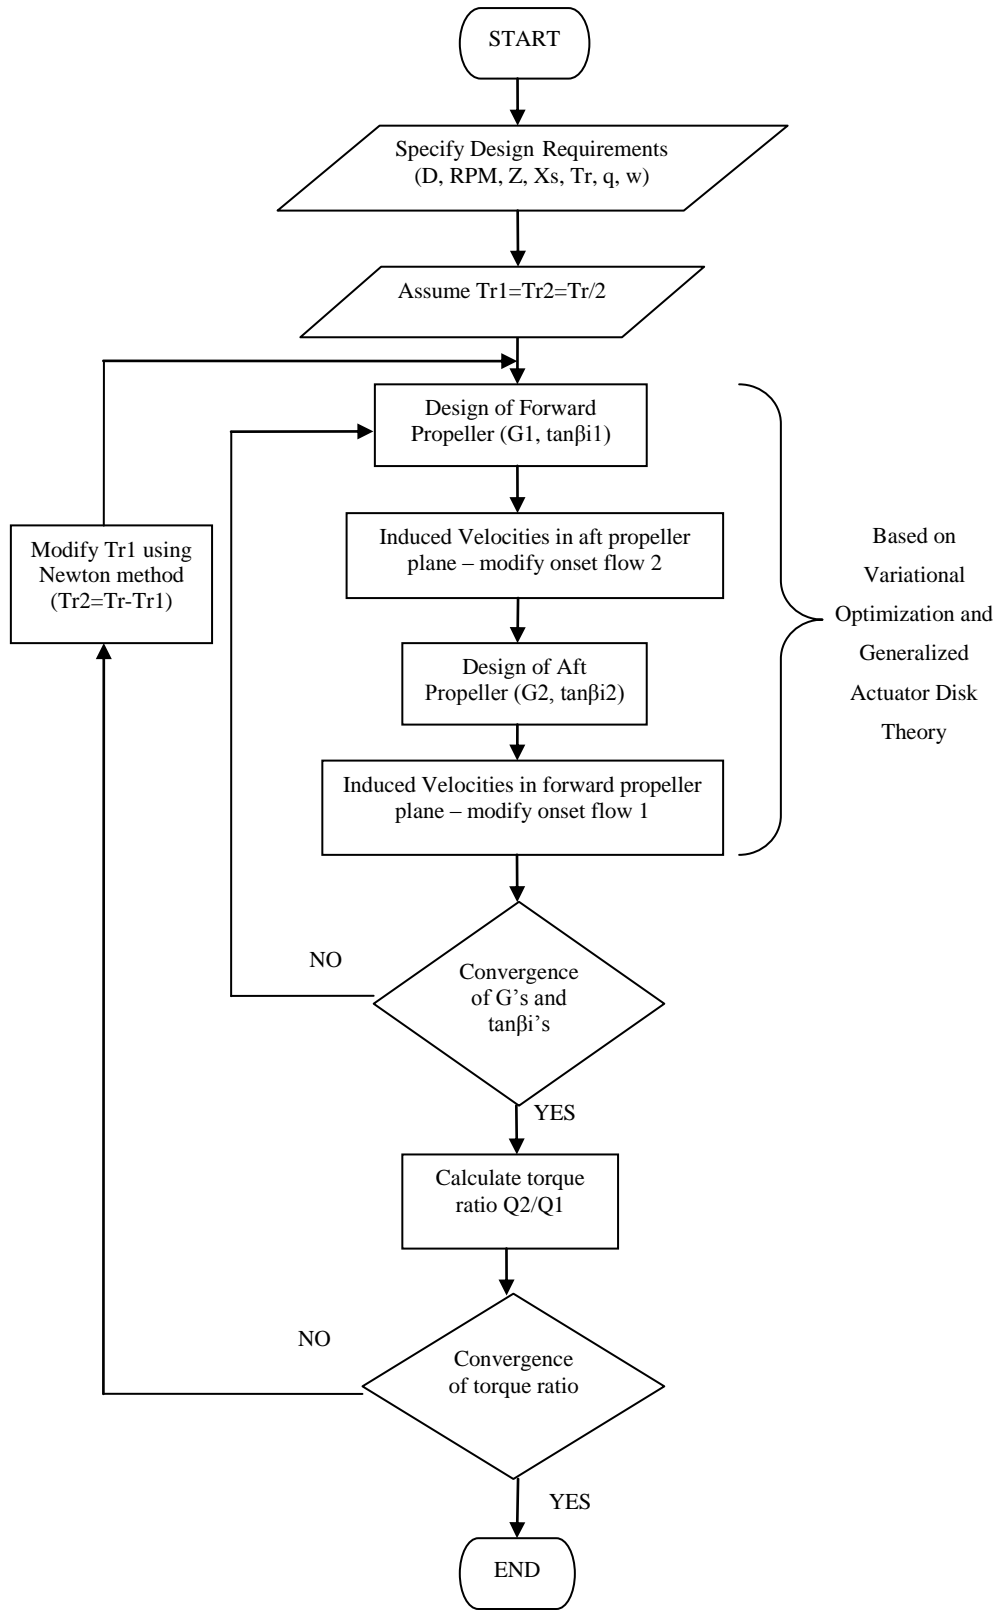 START
Specify Design Requirements
(D, RPM, Z, Xs, Tr, q, w)
Assume Tr1=Tr2=Tr/2
Design of Forward
Propeller (G1, tanβi1)
Induced Velocities in aft propeller
plane – modify onset flow 2
Design of Aft
Propeller (G2, tanβi2)
Induced Velocities in forward propeller
plane – modify onset flow 1
Based on
Variational
Optimization and
Generalized
Actuator Disk
Theory
Modify Tr1 using
Newton method
(Tr2=Tr-Tr1)
NO
Convergence
of G’s and
tanβi’s
YES
Calculate torque
ratio Q2/Q1
NO
Convergence
of torque ratio
YES
END